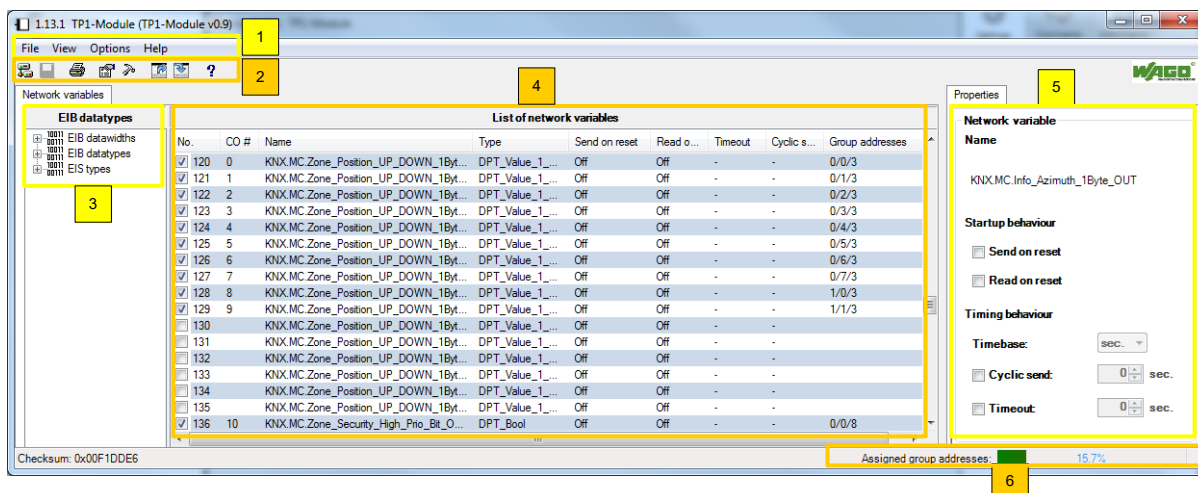 1.13.1 TP1-Module (TP1-Module v0.9)
1
File View Options Help
2
?
WAGO
4
5
Network variables
Properties
EIB datatypes
List of network variables
Network variable
EIB datawidths
EIB datatypes
EIS types
3
No. CO # Name Type Send on reset Read o... Timeout Cyclic s... Group addresses
120 0 KNX.MC.Zone_Position_UP_DOWN_1Byt... DPT_Value_1_... Off Off - - 0/0/3
121 1 KNX.MC.Zone_Position_UP_DOWN_1Byt... DPT_Value_1_... Off Off - - 0/1/3
122 2 KNX.MC.Zone_Position_UP_DOWN_1Byt... DPT_Value_1_... Off Off - - 0/2/3
123 3 KNX.MC.Zone_Position_UP_DOWN_1Byt... DPT_Value_1_... Off Off - - 0/3/3
124 4 KNX.MC.Zone_Position_UP_DOWN_1Byt... DPT_Value_1_... Off Off - - 0/4/3
125 5 KNX.MC.Zone_Position_UP_DOWN_1Byt... DPT_Value_1_... Off Off - - 0/5/3
126 6 KNX.MC.Zone_Position_UP_DOWN_1Byt... DPT_Value_1_... Off Off - - 0/6/3
127 7 KNX.MC.Zone_Position_UP_DOWN_1Byt... DPT_Value_1_... Off Off - - 0/7/3
128 8 KNX.MC.Zone_Position_UP_DOWN_1Byt... DPT_Value_1_... Off Off - - 1/0/3
129 9 KNX.MC.Zone_Position_UP_DOWN_1Byt... DPT_Value_1_... Off Off - - 1/1/3
130 KNX.MC.Zone_Position_UP_DOWN_1Byt... DPT_Value_1_... Off Off - -
131 KNX.MC.Zone_Position_UP_DOWN_1Byt... DPT_Value_1_... Off Off - -
132 KNX.MC.Zone_Position_UP_DOWN_1Byt... DPT_Value_1_... Off Off - -
133 KNX.MC.Zone_Position_UP_DOWN_1Byt... DPT_Value_1_... Off Off - -
134 KNX.MC.Zone_Position_UP_DOWN_1Byt... DPT_Value_1_... Off Off - -
135 KNX.MC.Zone_Position_UP_DOWN_1Byt... DPT_Value_1_... Off Off - -
136 10 KNX.MC.Zone_Security_High_Prio_Bit_O... DPT_Bool Off Off - - 0/0/8
Name
KNX.MC.Info_Azimuth_1Byte_OUT
Startup behaviour
Send on reset
Read on reset
Timing behaviour
Timebase: sec.
Cyclic send: 0 sec.
Timeout: 0 sec.
Checksum: 0x00F1DDE6
Assigned group addresses: 15.7%
6